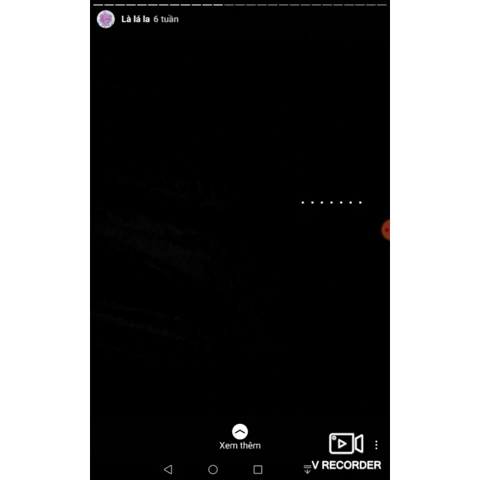 Là lá la 6 tuần
.......
Xem thêm
V RECORDER